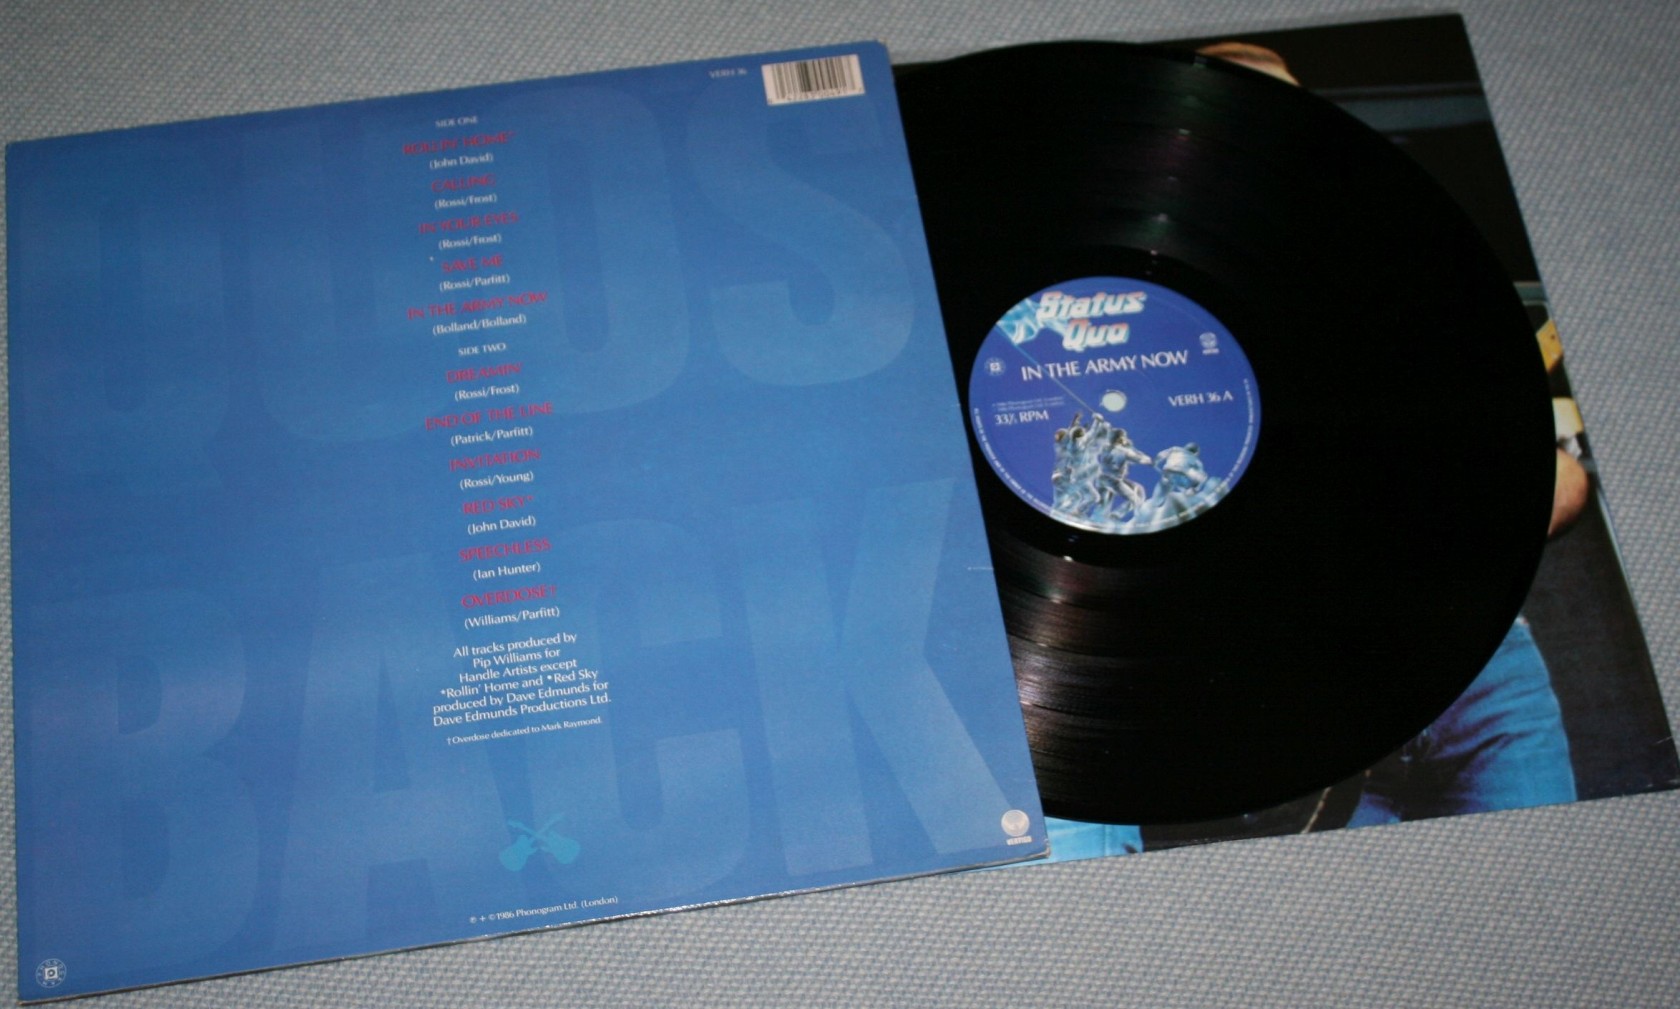 VERH 36
SIDE ONE
ROLLIN' HOME*
(John David)
CALLING
(Rossi/Frost)
IN YOUR EYES
(Rossi/Frost)
SAVE ME
(Rossi/Parfitt)
IN THE ARMY NOW
(Bolland/Bolland)
SIDE TWO
DREAMIN'
(Rossi/Frost)
END OF THE LINE
(Patrick/Parfitt)
INVITATION
(Rossi/Young)
RED SKY*
(John David)
SPEECHLESS
(Ian Hunter)
OVERDOSE†
(Williams/Parfitt)
All tracks produced by
Pip Williams for
Handle Artists except
*Rollin' Home and *Red Sky
produced by Dave Edmunds for
Dave Edmunds Productions Ltd.
†Overdose dedicated to Mark Raymond.
℗ + © 1986 Phonogram Ltd. (London)
VERTIGO
BACK
Status
Quo
IN THE ARMY NOW
33⅓ RPM
VERH 36 A